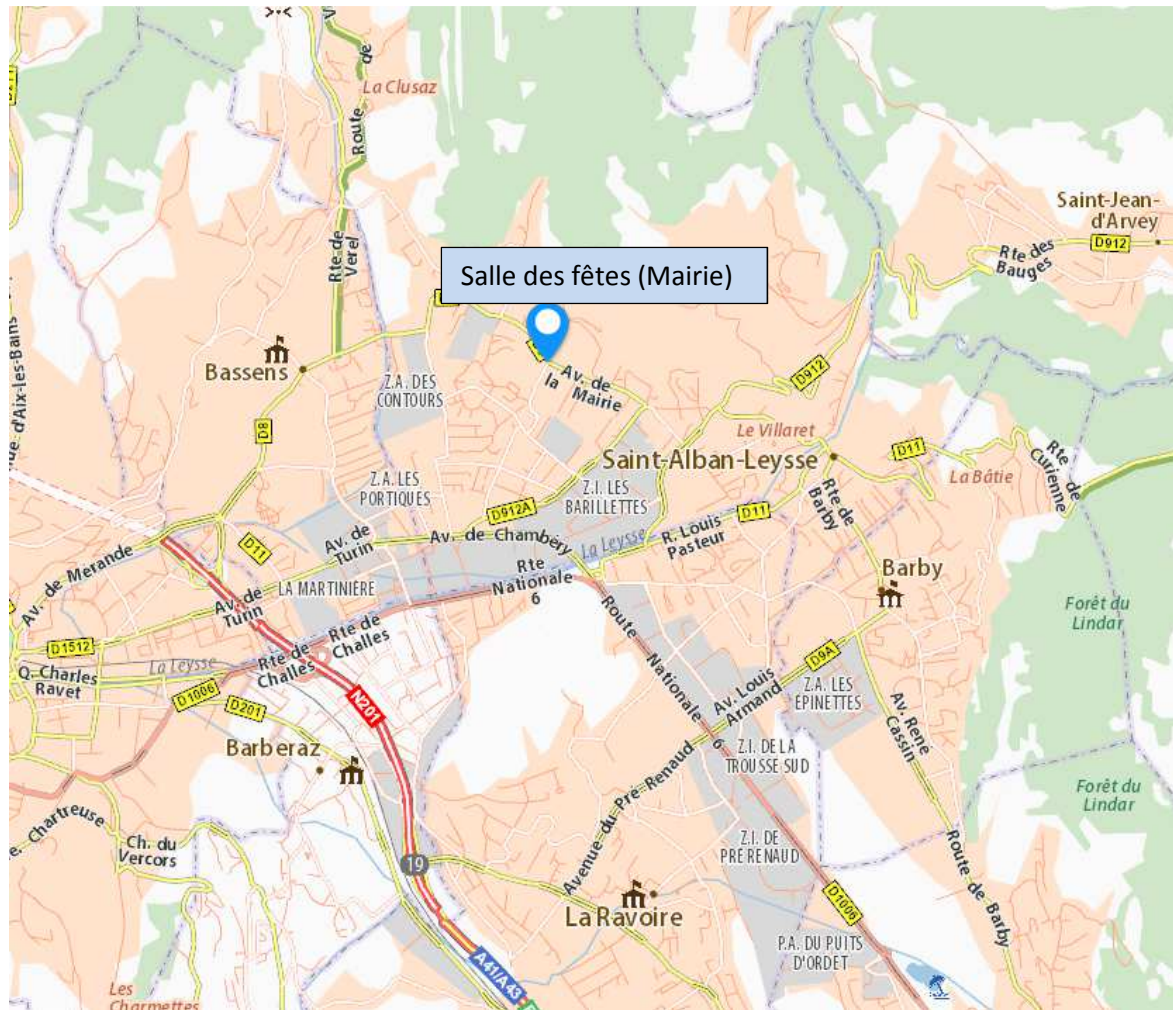 La Clusaz
Route de
Saint-Jean-
d'Arvey
D912
Rte des
Bauges
Rte de
Verel
Salle des fêtes (Mairie)
Bassens
Z.A. DES
CONTOURS
Av. de
la Mairie
D912
D8
Le Villaret
Saint-Alban-Leysse
D11
La Bâtie
Rte de
Curienne
d'Aix-les-Bains
Z.A. LES
PORTIQUES
Z.I. LES
BARILLETTES
D912A
D11
Rte de
Barby
Av. de
Turin
Av. de Chambéry
La Leysse
R. Louis
Pasteur
D11
Av. de Merande
LA MARTINIÈRE
Rte
Nationale
6
Barby
Av. de
Turin
Forêt du
Lindar
D1512
La Leysse
Rte de
Challes
Rte de
Challes
Route
Nationale
6
Q. Charles
Ravet
D1006
D201
N201
Av. Louis
Armand
D9A
Z.A. LES
EPINETTES
Av. René
Cassin
Barberaz
Z.I. DE LA
TROUSSE SUD
Forêt du
Lindar
Chartreuse
Ch. du
Vercors
Avenue du Pré Renaud
Z.I. DE
PRÉ RENAUD
19
Route de Barby
La Ravoire
D1006
P.A. DU PUITS
D'ORDET
A41/A43
Les
Charmettes